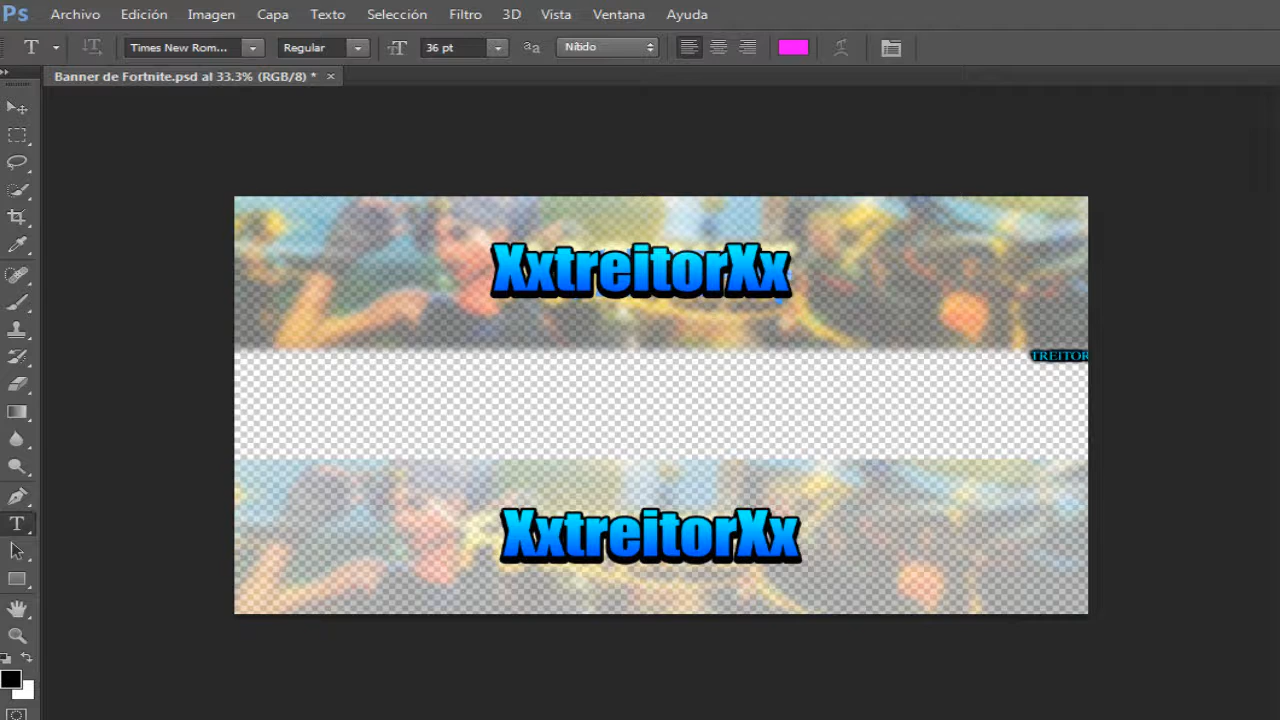 Ps Archivo Edición Imagen Capa Texto Selección Filtro 3D Vista Ventana Ayuda
T Times New Rom... Regular 36 pt aa Nítido
Banner de Fortnite.psd al 33.3% (RGB/8) * ×
XxtreitorXx
TREITOR
T
XxtreitorXx